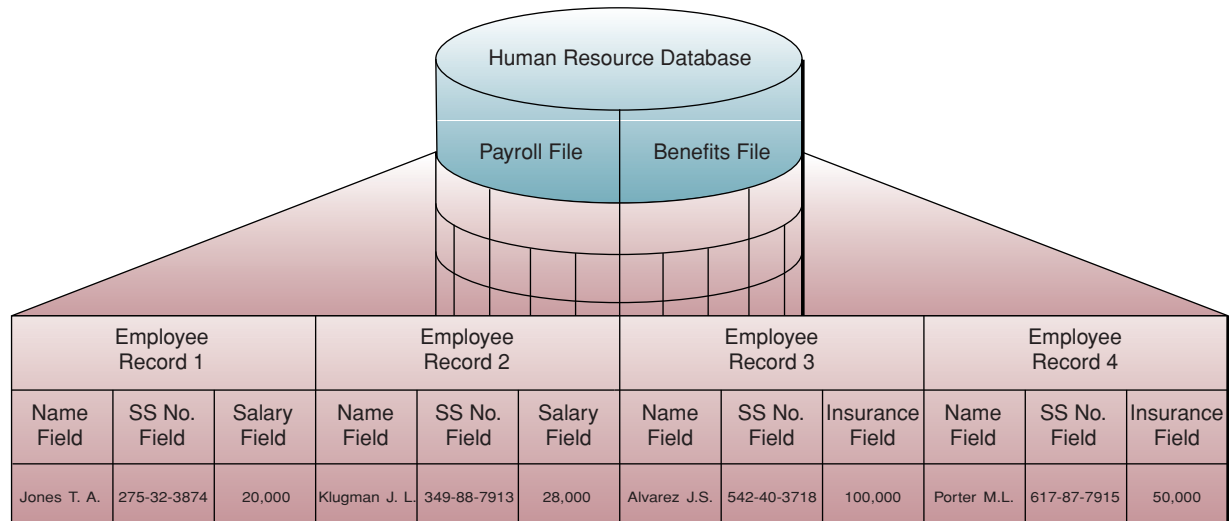 Human Resource Database
Payroll File Benefits File
Employee Record 1 Employee Record 2 Employee Record 3 Employee Record 4
Name Field SS No. Field Salary Field Name Field SS No. Field Salary Field Name Field SS No. Field Insurance Field Name Field SS No. Field Insurance Field
Jones T. A. 275-32-3874 20,000 Klugman J. L. 349-88-7913 28,000 Alvarez J.S. 542-40-3718 100,000 Porter M.L. 617-87-7915 50,000